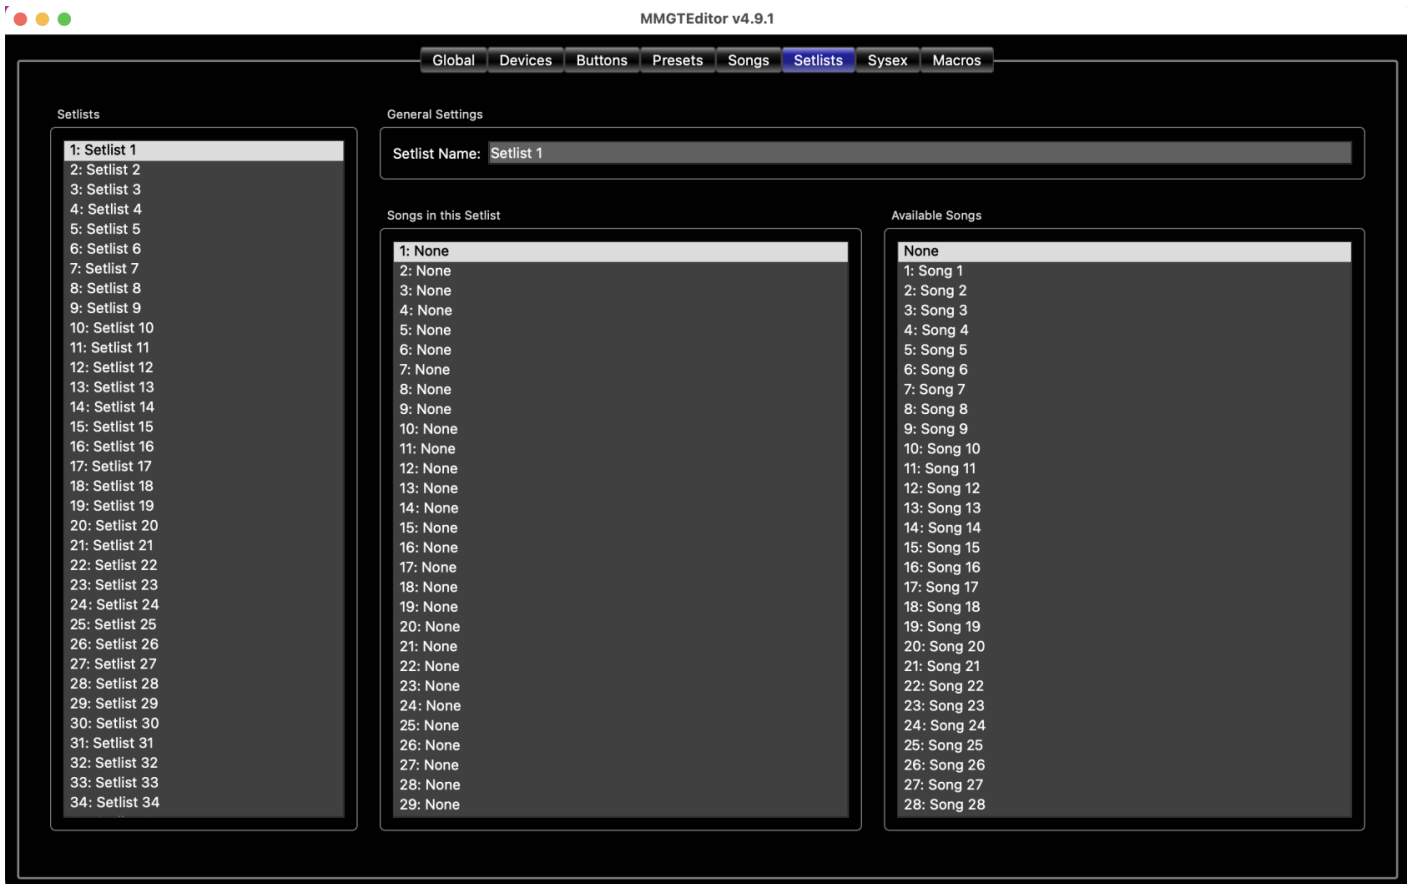 MMGTEditor v4.9.1
Global Devices Buttons Presets Songs Setlists Sysex Macros
Setlists
1: Setlist 1
2: Setlist 2
3: Setlist 3
4: Setlist 4
5: Setlist 5
6: Setlist 6
7: Setlist 7
8: Setlist 8
9: Setlist 9
10: Setlist 10
11: Setlist 11
12: Setlist 12
13: Setlist 13
14: Setlist 14
15: Setlist 15
16: Setlist 16
17: Setlist 17
18: Setlist 18
19: Setlist 19
20: Setlist 20
21: Setlist 21
22: Setlist 22
23: Setlist 23
24: Setlist 24
25: Setlist 25
26: Setlist 26
27: Setlist 27
28: Setlist 28
29: Setlist 29
30: Setlist 30
31: Setlist 31
32: Setlist 32
33: Setlist 33
34: Setlist 34
General Settings
Setlist Name: Setlist 1
Songs in this Setlist
1: None
2: None
3: None
4: None
5: None
6: None
7: None
8: None
9: None
10: None
11: None
12: None
13: None
14: None
15: None
16: None
17: None
18: None
19: None
20: None
21: None
22: None
23: None
24: None
25: None
26: None
27: None
28: None
29: None
Available Songs
None
1: Song 1
2: Song 2
3: Song 3
4: Song 4
5: Song 5
6: Song 6
7: Song 7
8: Song 8
9: Song 9
10: Song 10
11: Song 11
12: Song 12
13: Song 13
14: Song 14
15: Song 15
16: Song 16
17: Song 17
18: Song 18
19: Song 19
20: Song 20
21: Song 21
22: Song 22
23: Song 23
24: Song 24
25: Song 25
26: Song 26
27: Song 27
28: Song 28